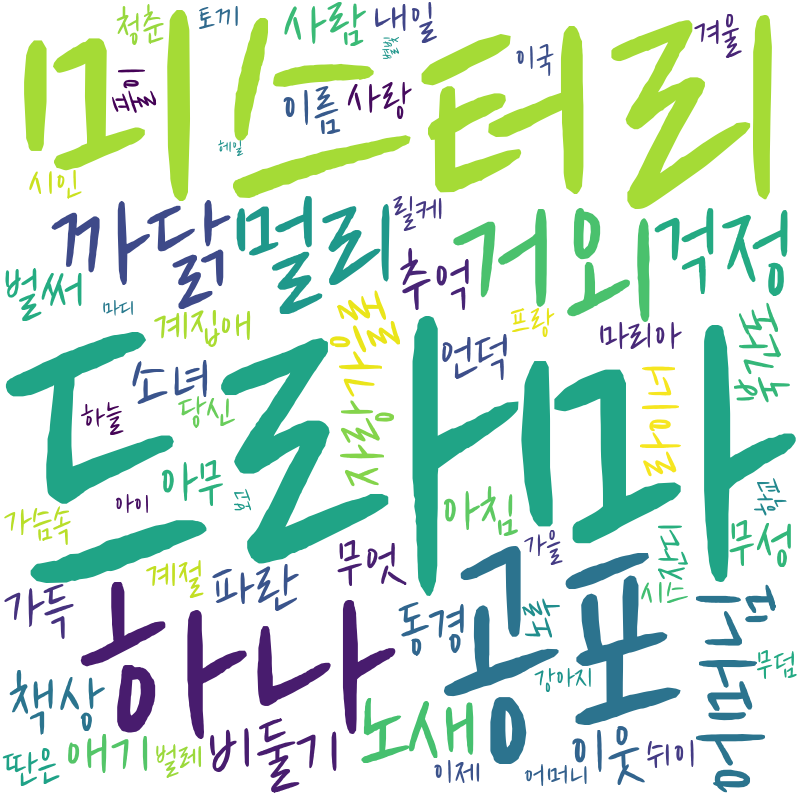 청춘 토끼 사람 내일
미스터리
겨울
이국
이름 사랑
헤일
시인
까닭 멀리 릴케
거외 걱정
벌써 추억
마디
계집애 프랑
가을로 언덕 마리아
드라마
소녀
하늘 당신 자랑
아무
아이
가슴속 아침
무성
무엇 가을
계절 파란
가득
하나 공포
동경 노루
시스
책상 노새 강아지 무덤
딴은 애기 벌레 비둘기
이제 어머니 이웃 쉬이